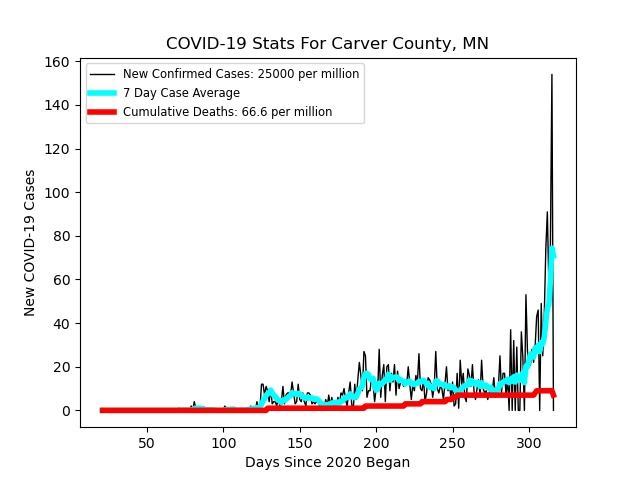 COVID-19 Stats For Carver County, MN
New Confirmed Cases: 25000 per million
7 Day Case Average
Cumulative Deaths: 66.6 per million
New COVID-19 Cases
160
140
120
100
80
60
40
20
0
50
100
150
200
250
300
Days Since 2020 Began